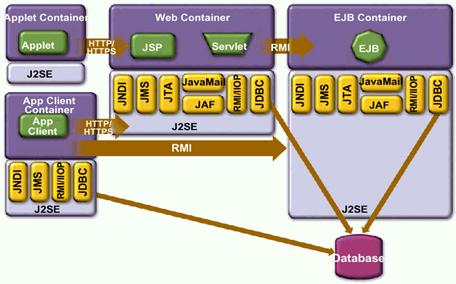 Applet Container
Applet
J2SE
HTTP/
HTTPS
Web Container
JSP
Servlet
RMI
EJB Container
EJB
JNDI
JMS
JTA
JavaMail
JAF
RMI/IIOP
JDBC
J2SE
JNDI
JMS
JTA
JavaMail
JAF
RMI/IIOP
JDBC
J2SE
App Client
Container
App
Client
HTTP/
HTTPS
RMI
JNDI
JMS
RMI/IIOP
JDBC
J2SE
Database